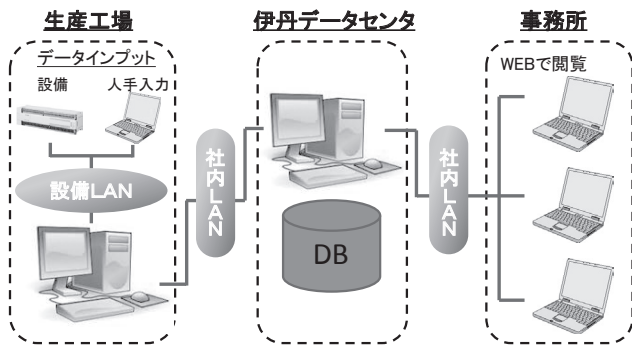 生産工場
データインプット
設備
人手入力
設備LAN
社内LAN
伊丹データセンタ
DB
社内LAN
事務所
WEBで閲覧